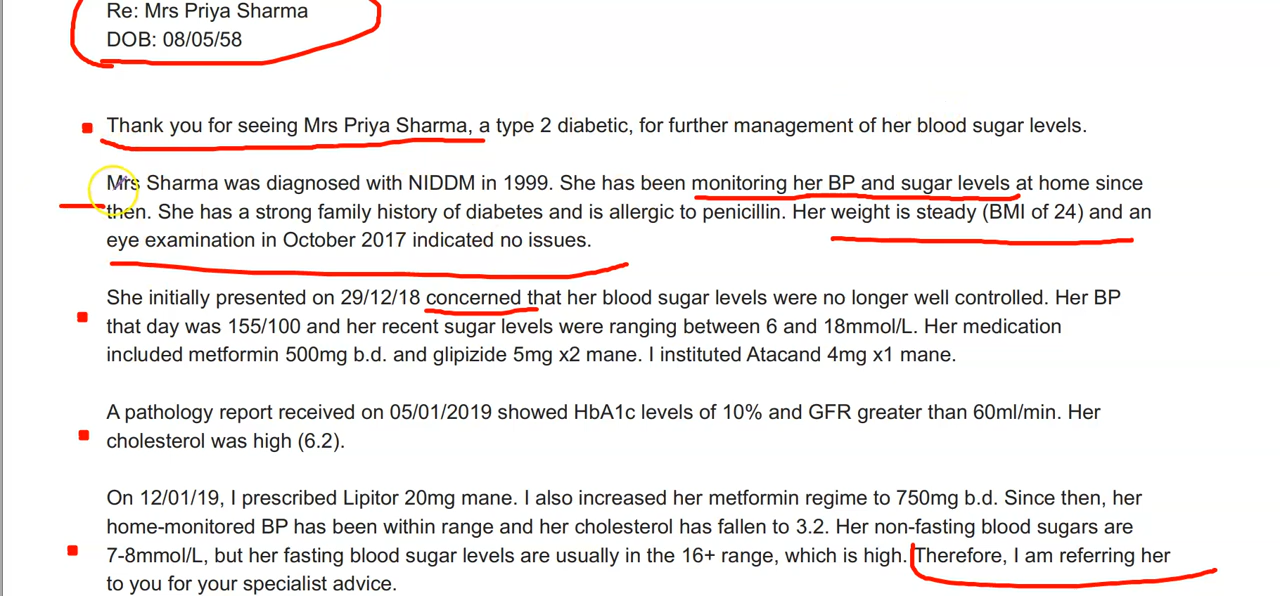 Re: Mrs Priya Sharma
DOB: 08/05/58
Thank you for seeing Mrs Priya Sharma, a type 2 diabetic, for further management of her blood sugar levels.
Mrs Sharma was diagnosed with NIDDM in 1999. She has been monitoring her BP and sugar levels at home since
then. She has a strong family history of diabetes and is allergic to penicillin. Her weight is steady (BMI of 24) and an
eye examination in October 2017 indicated no issues.
She initially presented on 29/12/18 concerned that her blood sugar levels were no longer well controlled. Her BP
that day was 155/100 and her recent sugar levels were ranging between 6 and 18mmol/L. Her medication
included metformin 500mg b.d. and glipizide 5mg x2 mane. I instituted Atacand 4mg x1 mane.
A pathology report received on 05/01/2019 showed HbA1c levels of 10% and GFR greater than 60ml/min. Her
cholesterol was high (6.2).
On 12/01/19, I prescribed Lipitor 20mg mane. I also increased her metformin regime to 750mg b.d. Since then, her
home-monitored BP has been within range and her cholesterol has fallen to 3.2. Her non-fasting blood sugars are
7-8mmol/L, but her fasting blood sugar levels are usually in the 16+ range, which is high. Therefore, I am referring her
to you for your specialist advice.